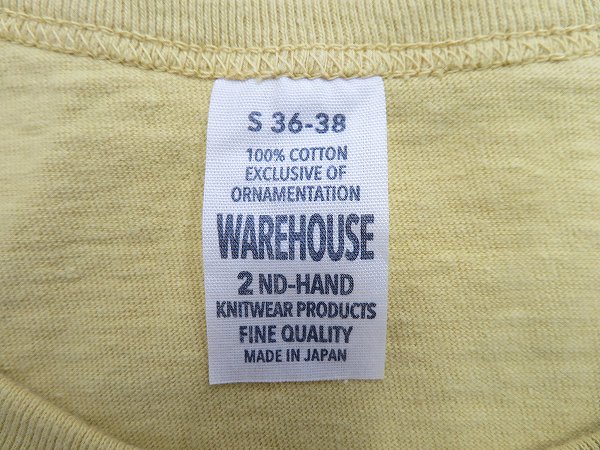 S 36-38
100% COTTON
EXCLUSIVE OF
ORNAMENTATION
WAREHOUSE
2 ND-HAND
KNITWEAR PRODUCTS
FINE QUALITY
MADE IN JAPAN